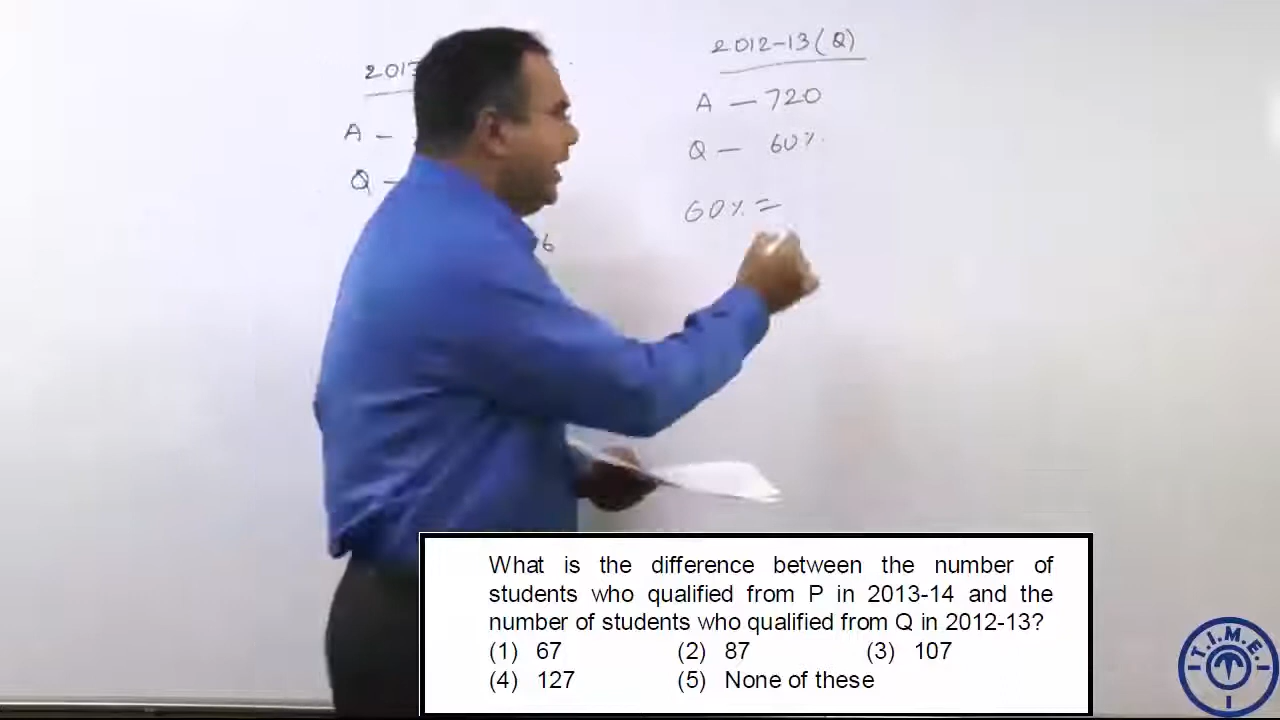 2012-13(Q)
2013
A - 720
A -
Q - 60%
Q -
60% =
6
What is the difference between the number of
students who qualified from P in 2013-14 and the
number of students who qualified from Q in 2012-13?
(1) 67 (2) 87 (3) 107
(4) 127 (5) None of these
T.I.M.E.